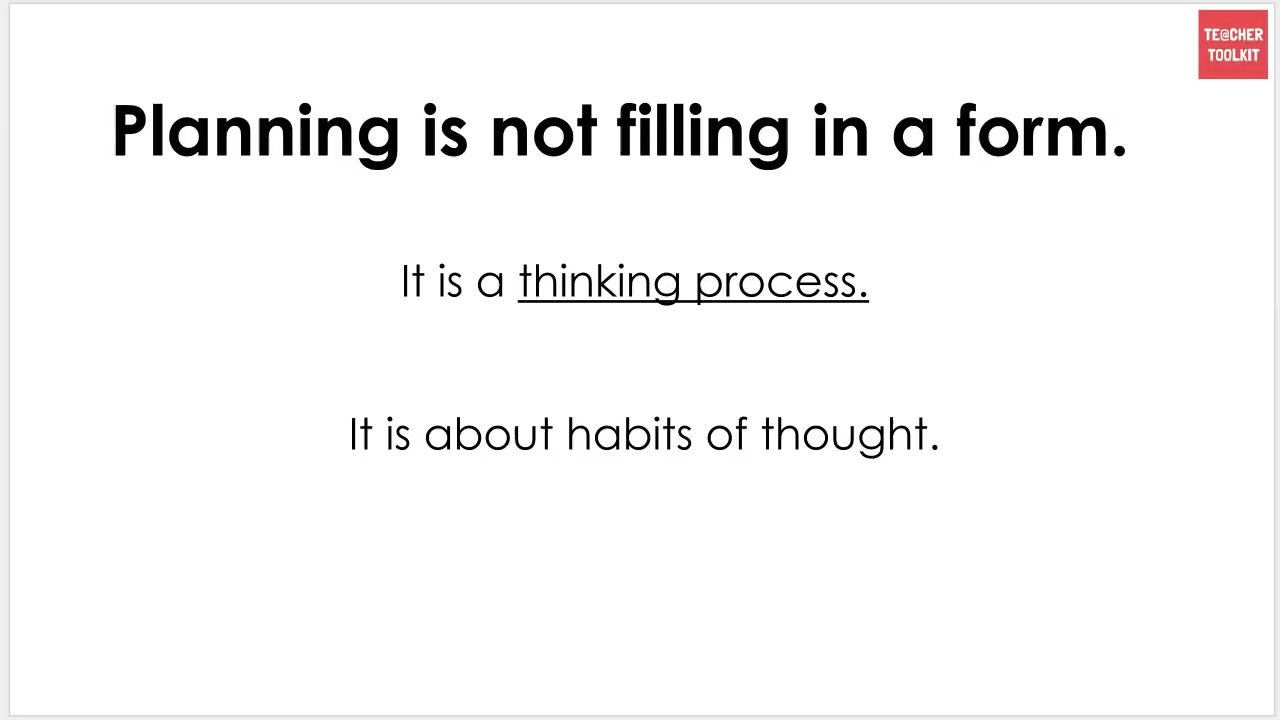 TE@CHER
TOOLKIT
Planning is not filling in a form.
It is a thinking process.
It is about habits of thought.